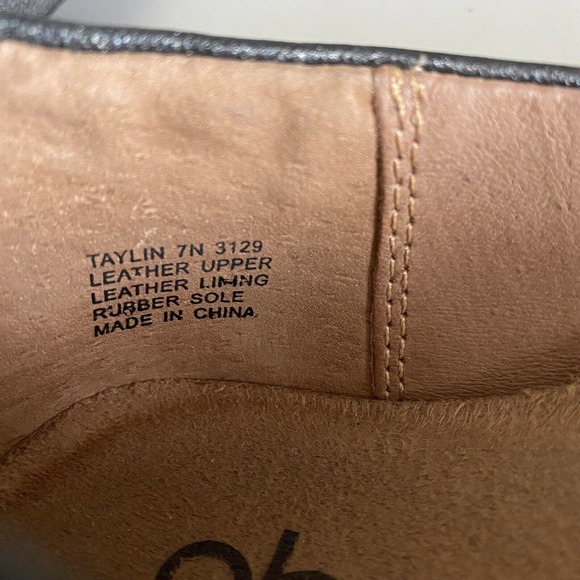 TAYLIN 7N 3129
LEATHER UPPER
LEATHER LINING
RUBBER SOLE
MADE IN CHINA